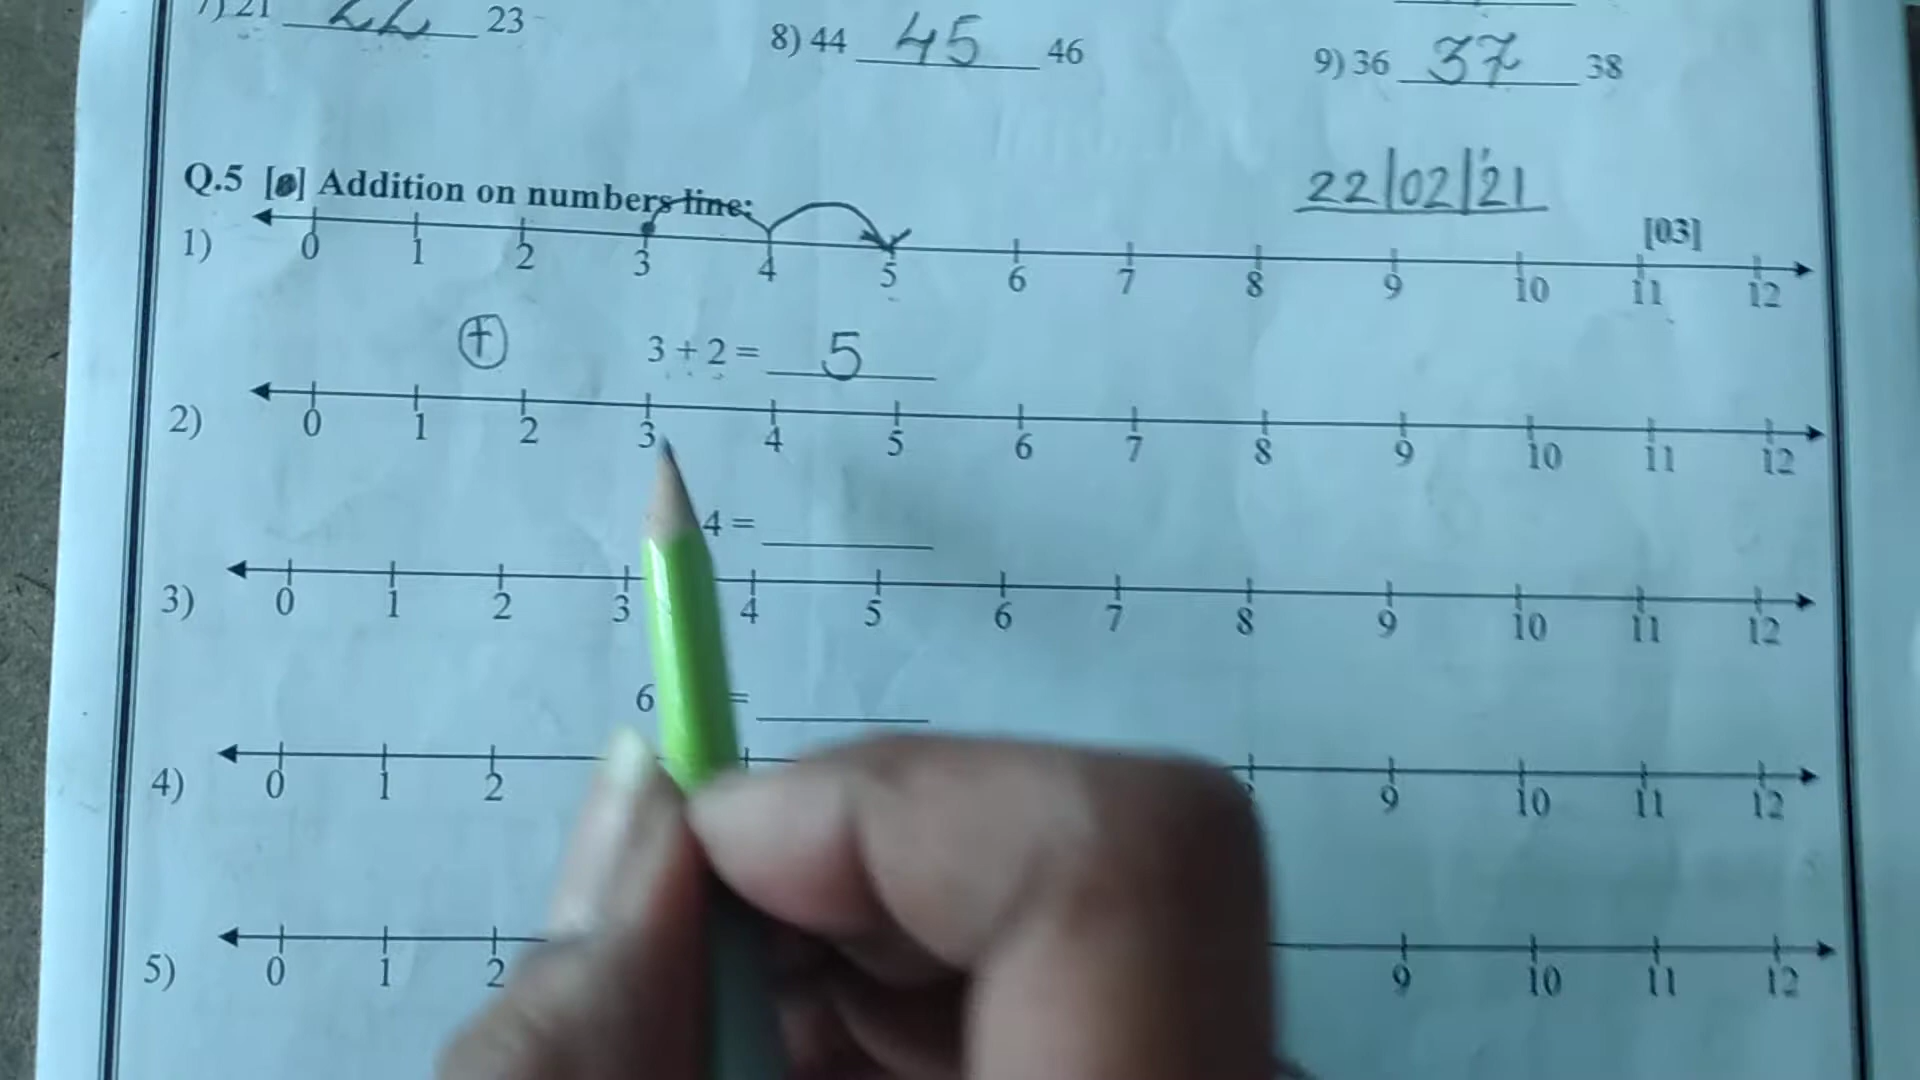 7) 21 22 23
8) 44 45 46
9) 36 37 38
Q.5 [] Addition on numbers line:
22/02/21
[03]
1) 0 1 2 3 4 5 6 7 8 9 10 11 12
+ 3 + 2 = 5
2) 0 1 2 3 4 5 6 7 8 9 10 11 12
4 =
3) 0 1 2 3 4 5 6 7 8 9 10 11 12
6 =
4) 0 1 2 9 10 11 12
5) 0 1 2 9 10 11 12